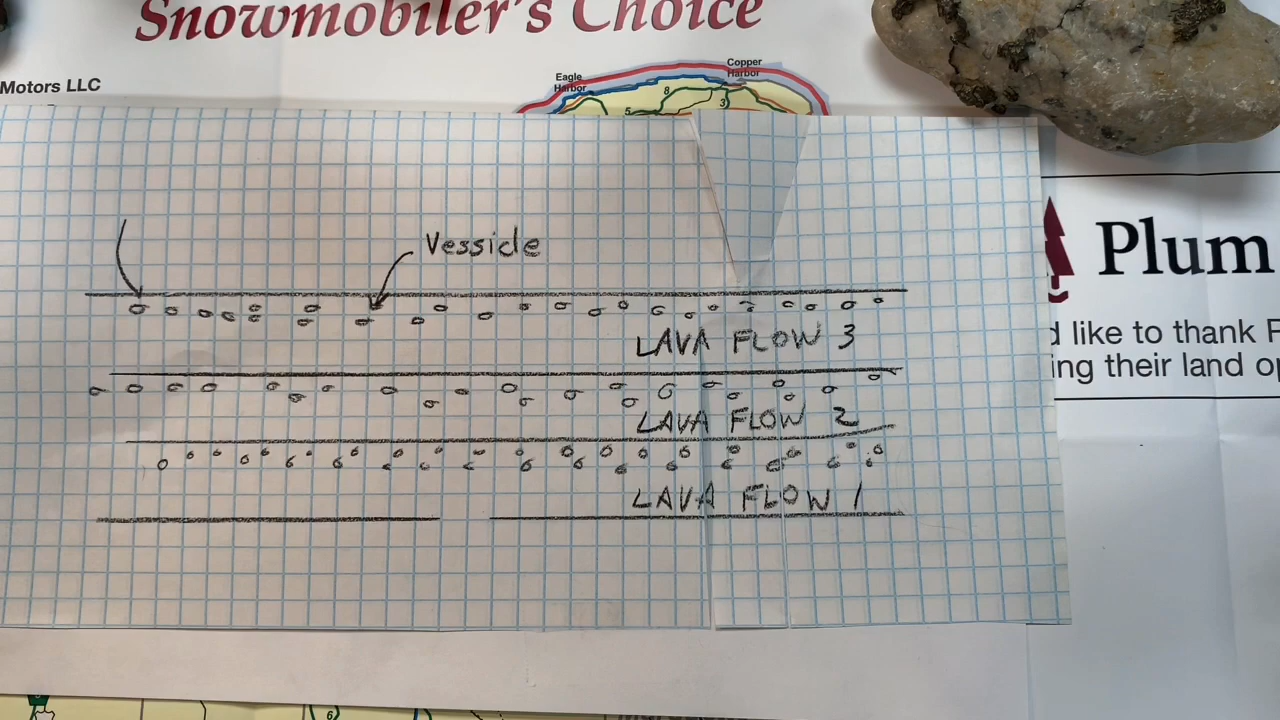 Snowmobiler's Choice
Motors LLC
Eagle
Harbor
Copper
Harbor
8
5
3
Vessicle
Plum
LAVA FLOW 3
d like to thank
ing their land
LAVA FLOW 2
LAVA FLOW 1
6